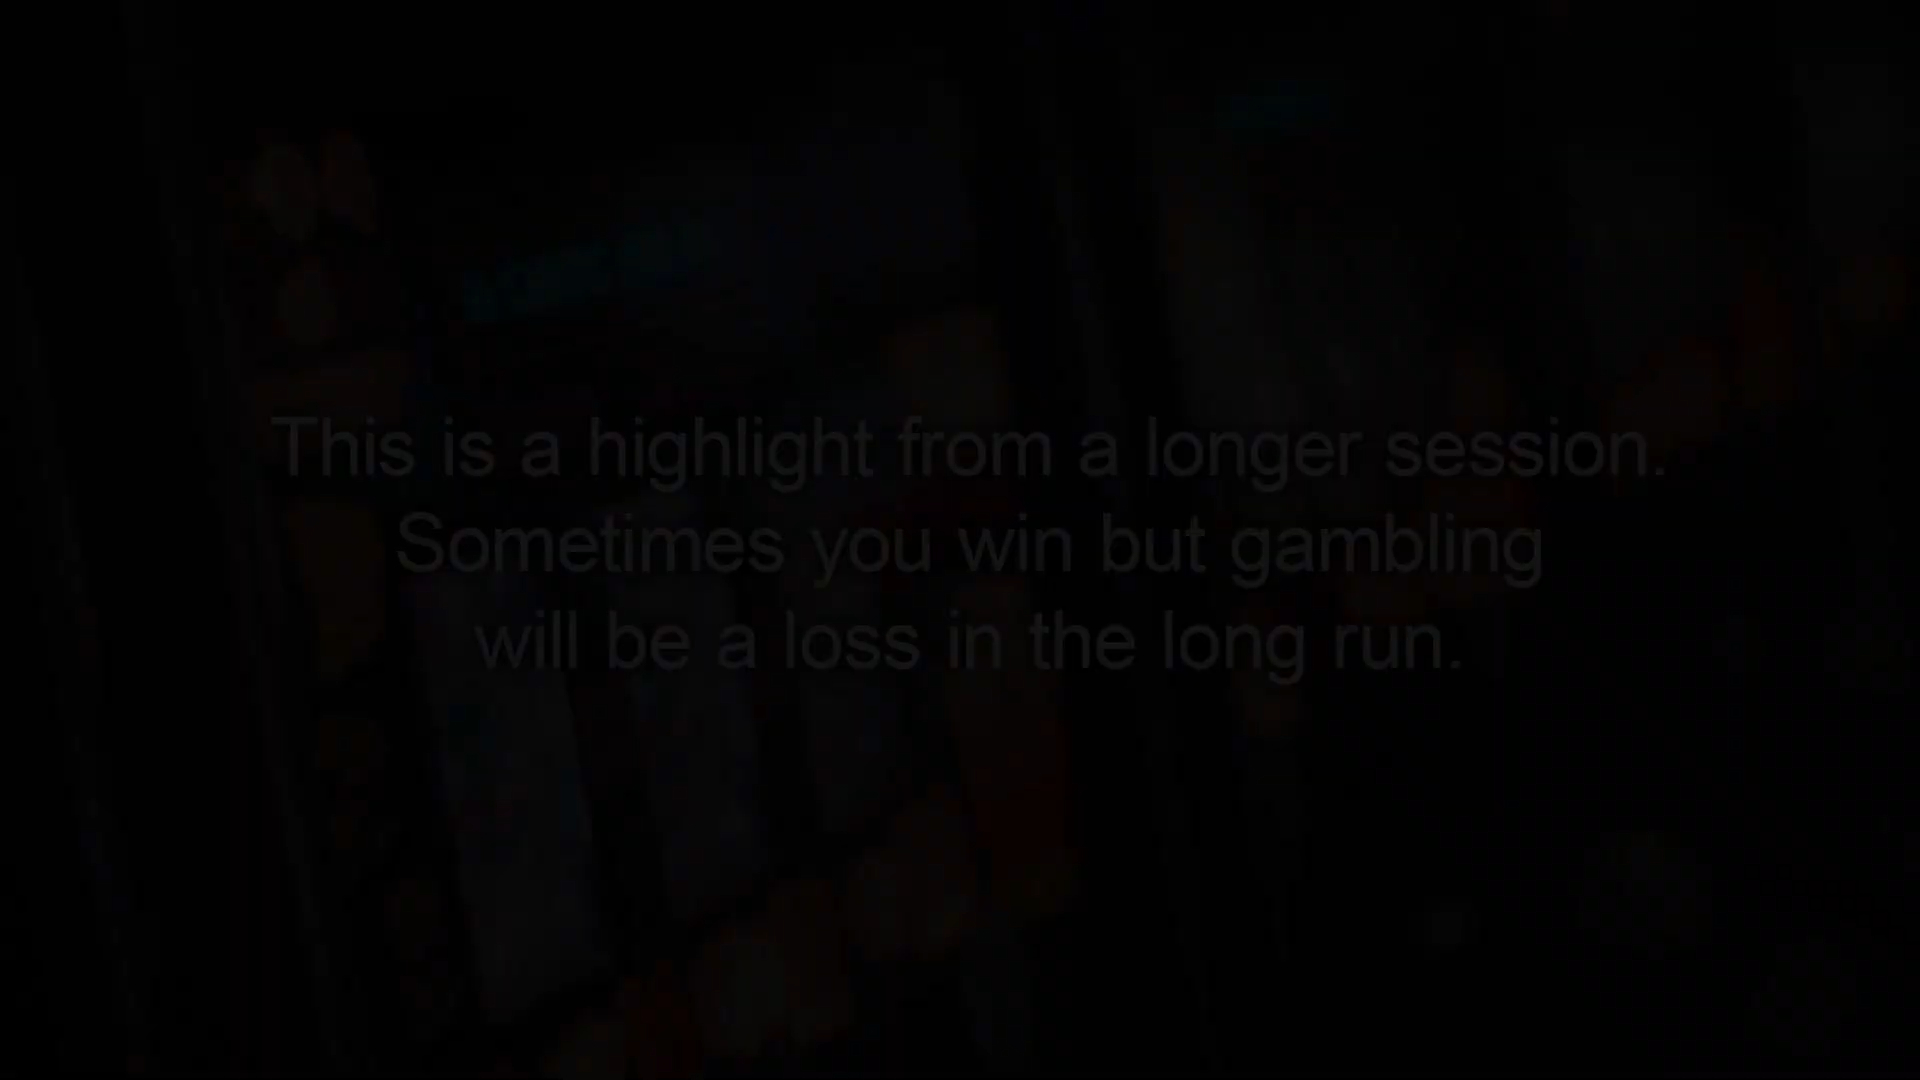 This is a highlight from a longer session.
Sometimes you win but gambling
will be a loss in the long run.